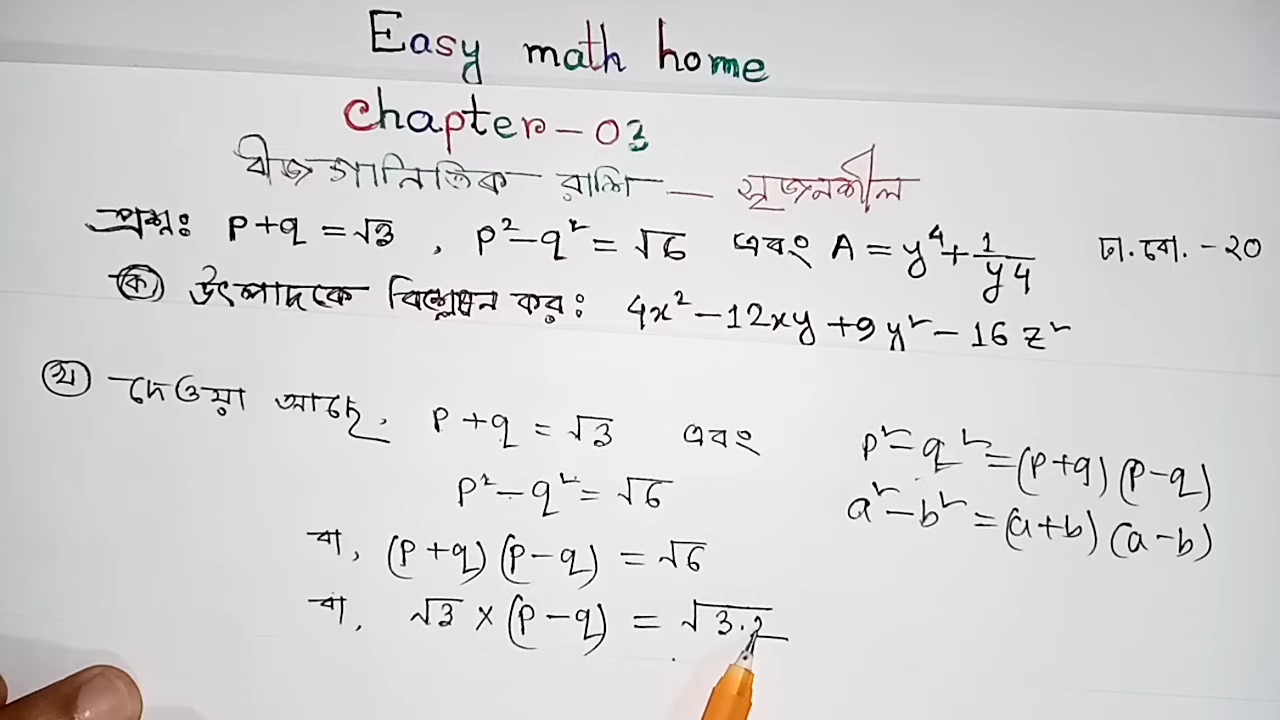 Easy math home
chapter-03
বীজগানিতিক রাশি - সৃজনশীল
প্রশ্নঃ p+q = √3 , p²-q² = √6 এবং A = y⁴+1/y4 ঢা. বো. - ২০
(ক) উৎপাদকে বিশ্লেষন করঃ 4x²-12xy+9y²-16z²
(খ) দেওয়া আছে, p+q = √3 এবং
p²-q² = √6
বা, (p+q)(p-q) = √6
বা, √3 × (p-q) = √3.2
p²-q² = (p+q)(p-q)
a²-b² = (a+b)(a-b)